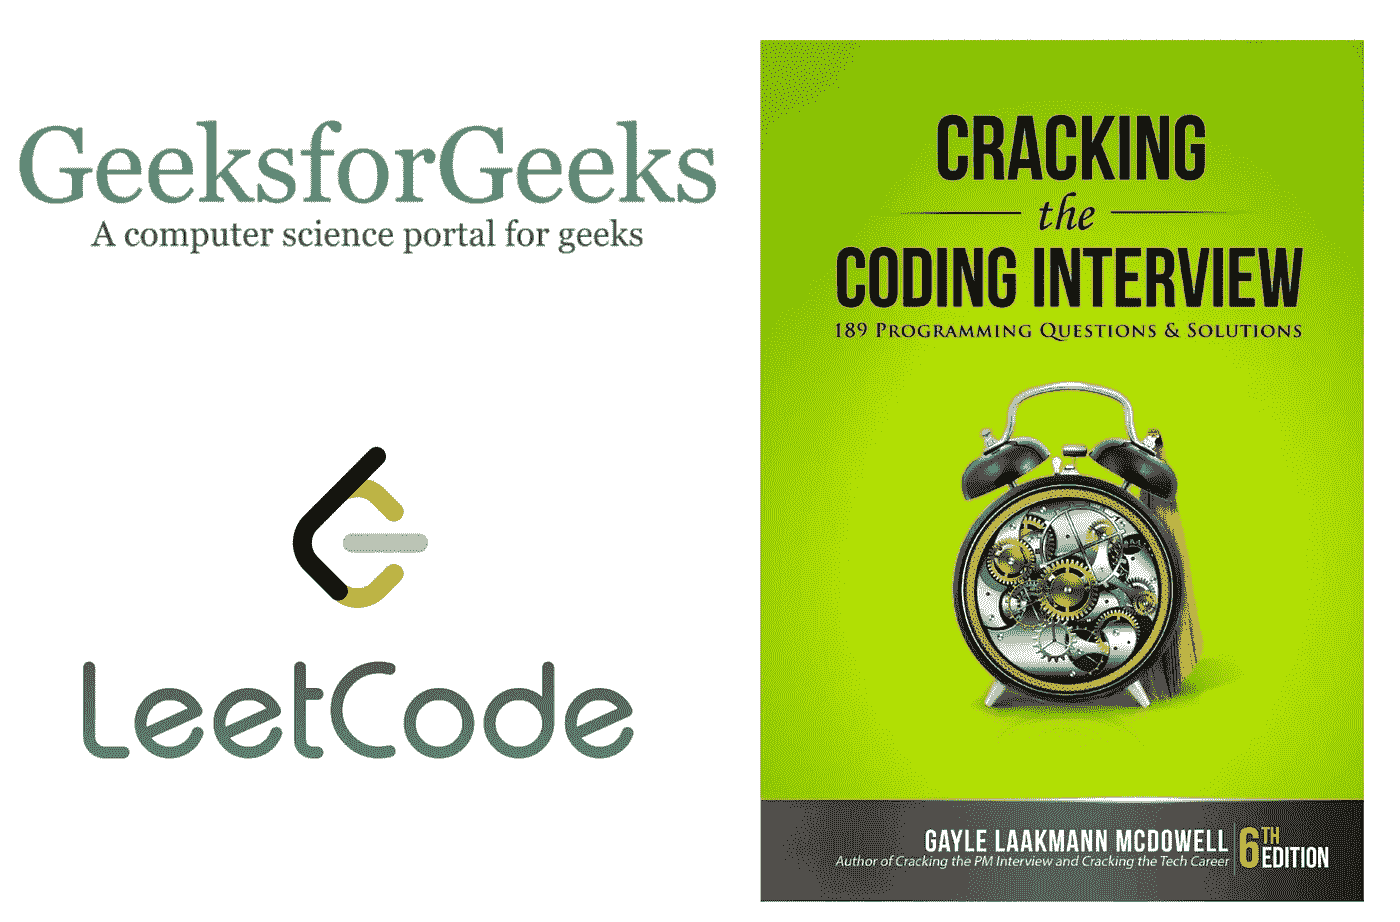 GeeksforGeeks
A computer science portal for geeks
LeetCode
CRACKING
the
CODING INTERVIEW
189 PROGRAMMING QUESTIONS & SOLUTIONS
GAYLE LAAKMANN MCDOWELL
Author of Cracking the PM Interview and Cracking the Tech Career
6TH
EDITION